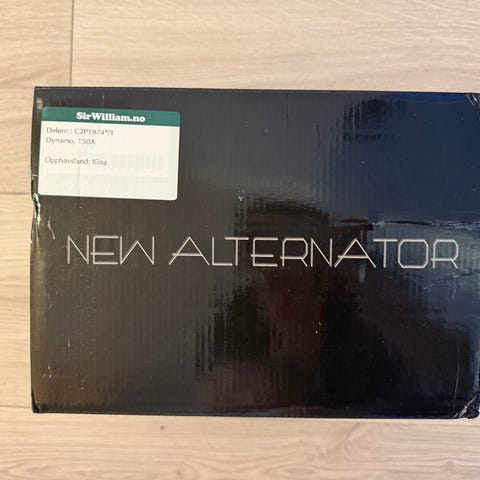 SirWilliam.no
Delenr.: C2P1974*/1
Dynamo, 150A
Opphavsland: Kina
NEW ALTERNATOR